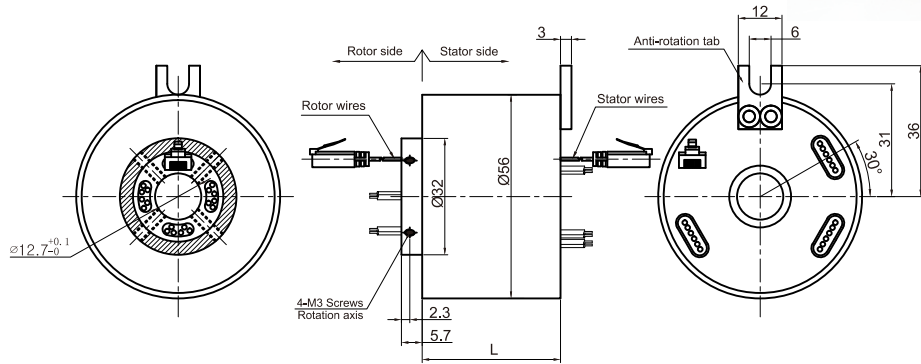 12
3
6
Anti-rotation tab
Rotor side
Stator side
Rotor wires
Stator wires
36
31
30°
Ø32
Ø56
⌀12.7+0.1
-0
4-M3 Screws
Rotation axis
2.3
5.7
L